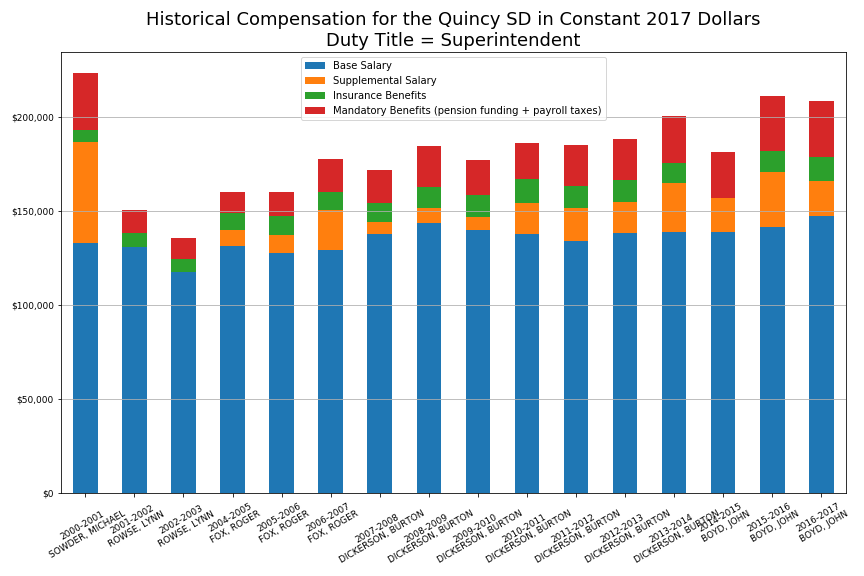 Historical Compensation for the Quincy SD in Constant 2017 Dollars
Duty Title = Superintendent
Base Salary
Supplemental Salary
Insurance Benefits
Mandatory Benefits (pension funding + payroll taxes)
$200,000
$150,000
$100,000
$50,000
$0
2000-2001
SOWDER, MICHAEL
2001-2002
ROWSE, LYNN
2002-2003
ROWSE, LYNN
2004-2005
FOX, ROGER
2005-2006
FOX, ROGER
2006-2007
FOX, ROGER
2007-2008
DICKERSON, BURTON
2008-2009
DICKERSON, BURTON
2009-2010
DICKERSON, BURTON
2010-2011
DICKERSON, BURTON
2011-2012
DICKERSON, BURTON
2012-2013
DICKERSON, BURTON
2013-2014
DICKERSON, BURTON
2014-2015
BOYD, JOHN
2015-2016
BOYD, JOHN
2016-2017
BOYD, JOHN